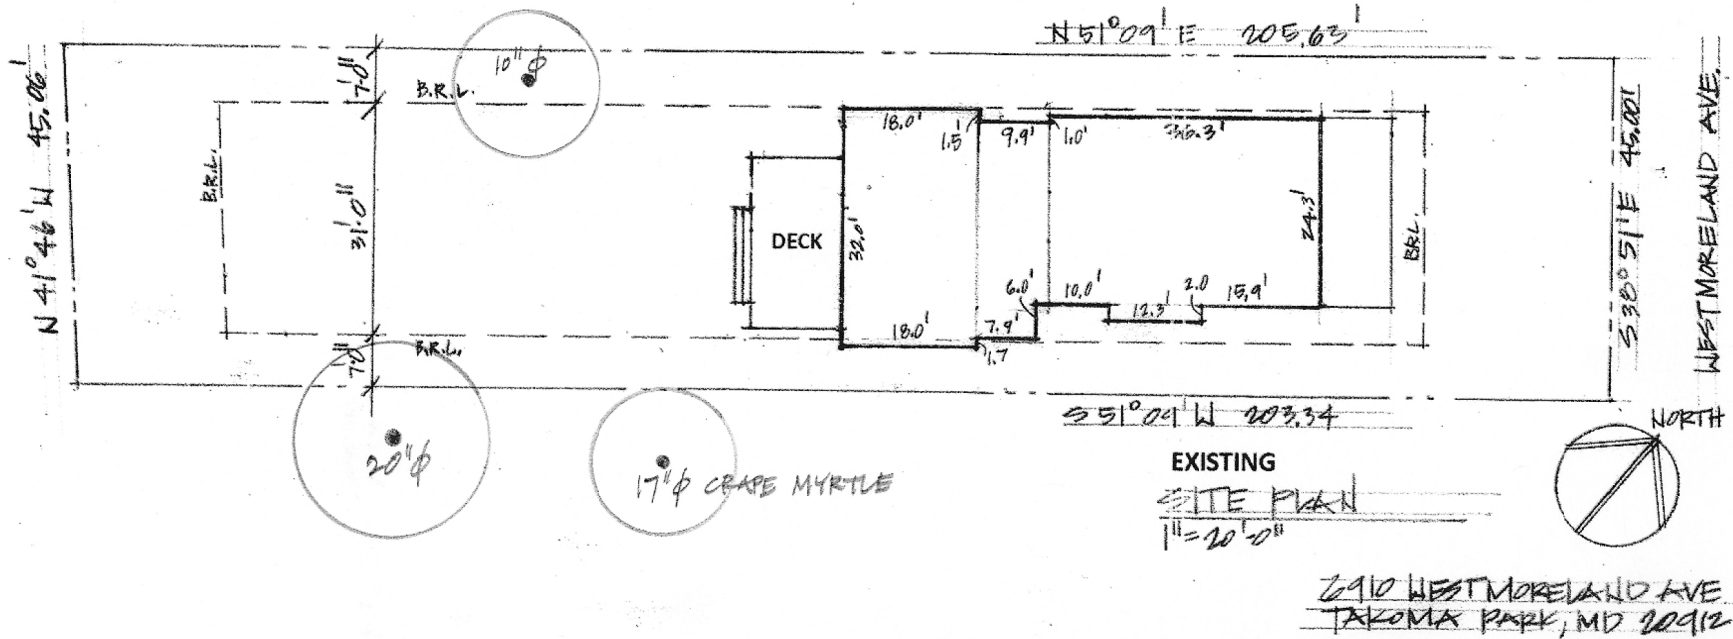 N 51°09' E 205.63'
N 41°46' W 45.06'
7'-0"
10"φ
B.R.L.
B.R.L.
31'-0"
7'-0"
B.R.L.
20"φ
17"φ CRAPE MYRTLE
DECK
18.0'
1.5'
9.9'
1.0'
36.3'
32.0'
24.3'
6.0'
10.0'
12.3'
2.0
15.9'
18.0'
7.9'
1.7
B.R.L.
S 38°51' E 45.00'
WESTMORELAND AVE.
S 51°09' W 203.34
NORTH
EXISTING
SITE PLAN
1"=20'-0"
6910 WESTMORELAND AVE.
TAKOMA PARK, MD 20912